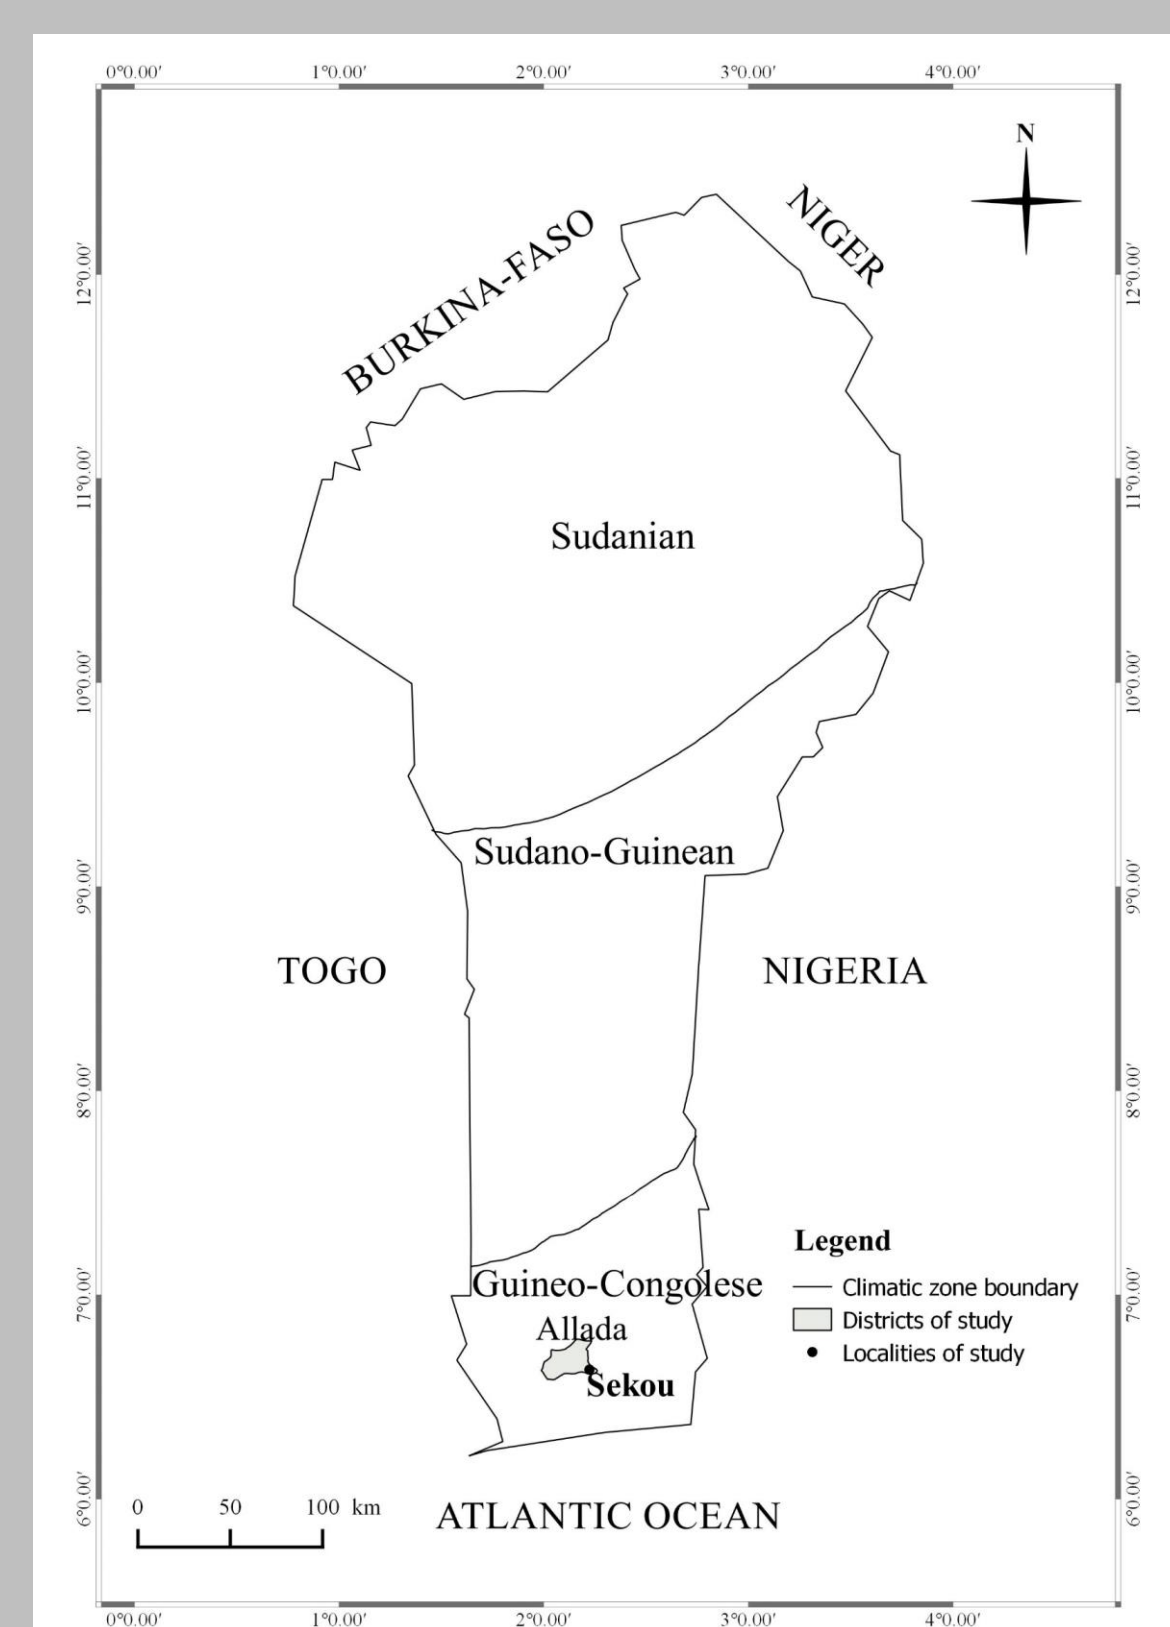 0°0.00′ 1°0.00′ 2°0.00′ 3°0.00′ 4°0.00′
N
BURKINA-FASO
NIGER
12°0.00′ 12°0.00′
11°0.00′ 11°0.00′
Sudanian
10°0.00′ 10°0.00′
Sudano-Guinean
9°0.00′ 9°0.00′
TOGO
NIGERIA
8°0.00′ 8°0.00′
Legend
Guineo-Congolese
Climatic zone boundary
7°0.00′ 7°0.00′
Allada
Districts of study
Localities of study
Sekou
6°0.00′ 6°0.00′
0 50 100 km
ATLANTIC OCEAN
0°0.00′ 1°0.00′ 2°0.00′ 3°0.00′ 4°0.00′